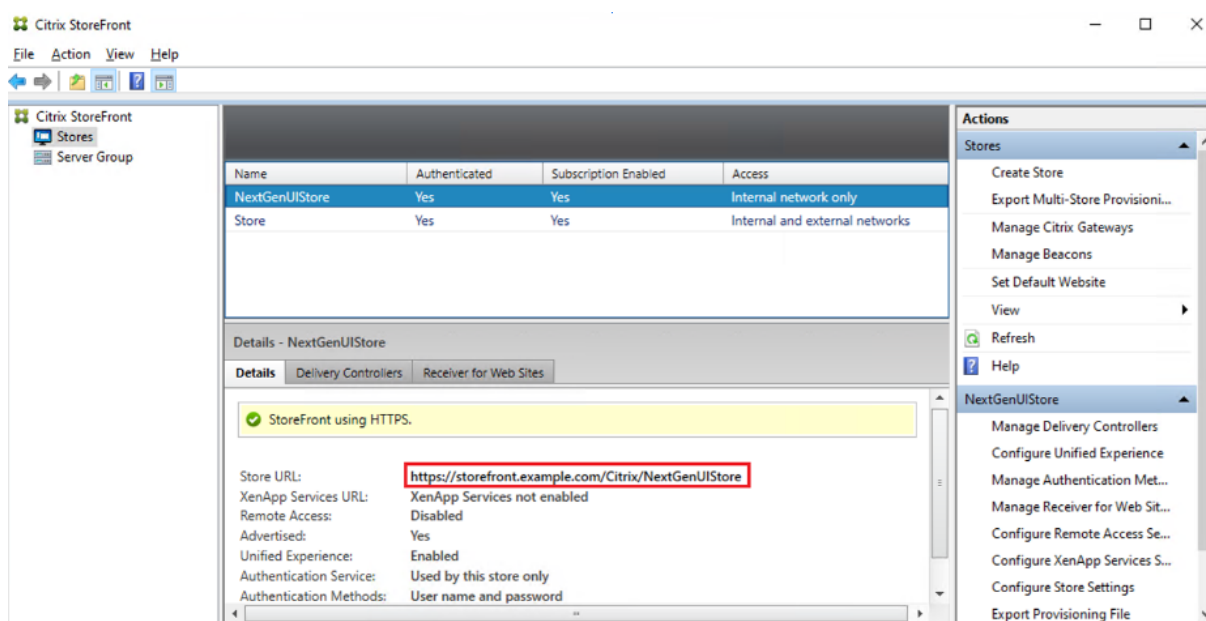 Citrix StoreFront
File Action View Help
Citrix StoreFront
Stores
Server Group
Name Authenticated Subscription Enabled Access
NextGenUIStore Yes Yes Internal network only
Store Yes Yes Internal and external networks
Details - NextGenUIStore
Details Delivery Controllers Receiver for Web Sites
StoreFront using HTTPS.
Store URL: https://storefront.example.com/Citrix/NextGenUIStore
XenApp Services URL: XenApp Services not enabled
Remote Access: Disabled
Advertised: Yes
Unified Experience: Enabled
Authentication Service: Used by this store only
Authentication Methods: User name and password
Actions
Stores
Create Store
Export Multi-Store Provisioni...
Manage Citrix Gateways
Manage Beacons
Set Default Website
View
Refresh
Help
NextGenUIStore
Manage Delivery Controllers
Configure Unified Experience
Manage Authentication Met...
Manage Receiver for Web Sit...
Configure Remote Access Se...
Configure XenApp Services S...
Configure Store Settings
Export Provisioning File